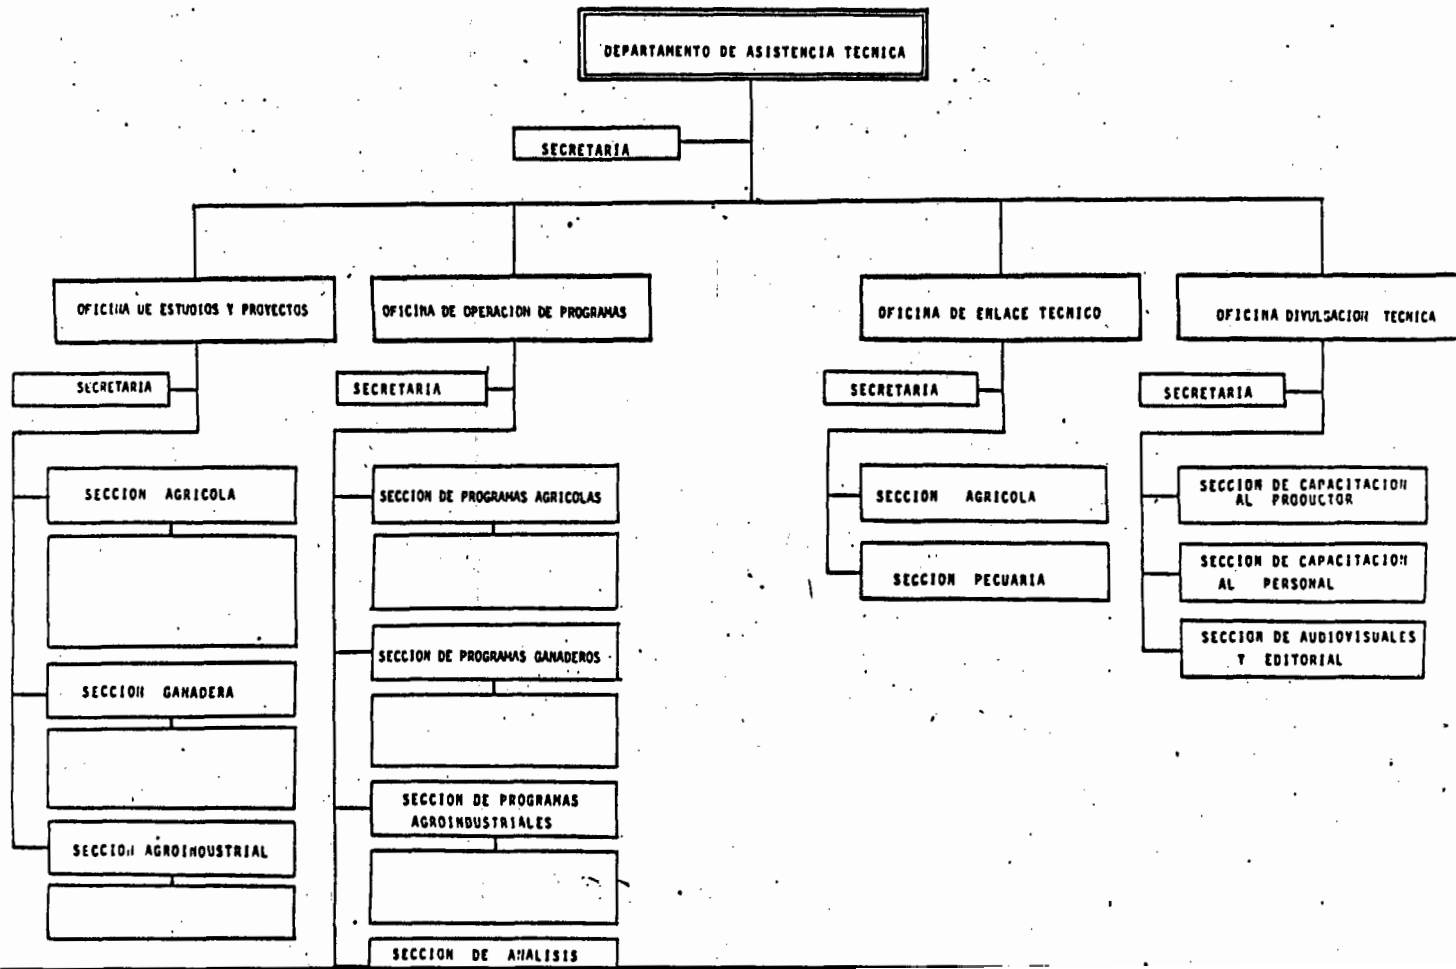 DEPARTAMENTO DE ASISTENCIA TECNICA
SECRETARIA
OFICINA DE ESTUDIOS Y PROYECTOS
OFICINA DE OPERACION DE PROGRAMAS
OFICINA DE ENLACE TECNICO
OFICINA DIVULGACION TECNICA
SECRETARIA
SECRETARIA
SECRETARIA
SECRETARIA
SECCION AGRICOLA
SECCION GANADERA
SECCION AGROINDUSTRIAL
SECCION DE PROGRAMAS AGRICOLAS
SECCION DE PROGRAMAS GANADEROS
SECCION DE PROGRAMAS
AGROINDUSTRIALES
SECCION DE ANALISIS
SECCION AGRICOLA
SECCION PECUARIA
SECCION DE CAPACITACION
AL PRODUCTOR
SECCION DE CAPACITACION
AL PERSONAL
SECCION DE AUDIOVISUALES
Y EDITORIAL